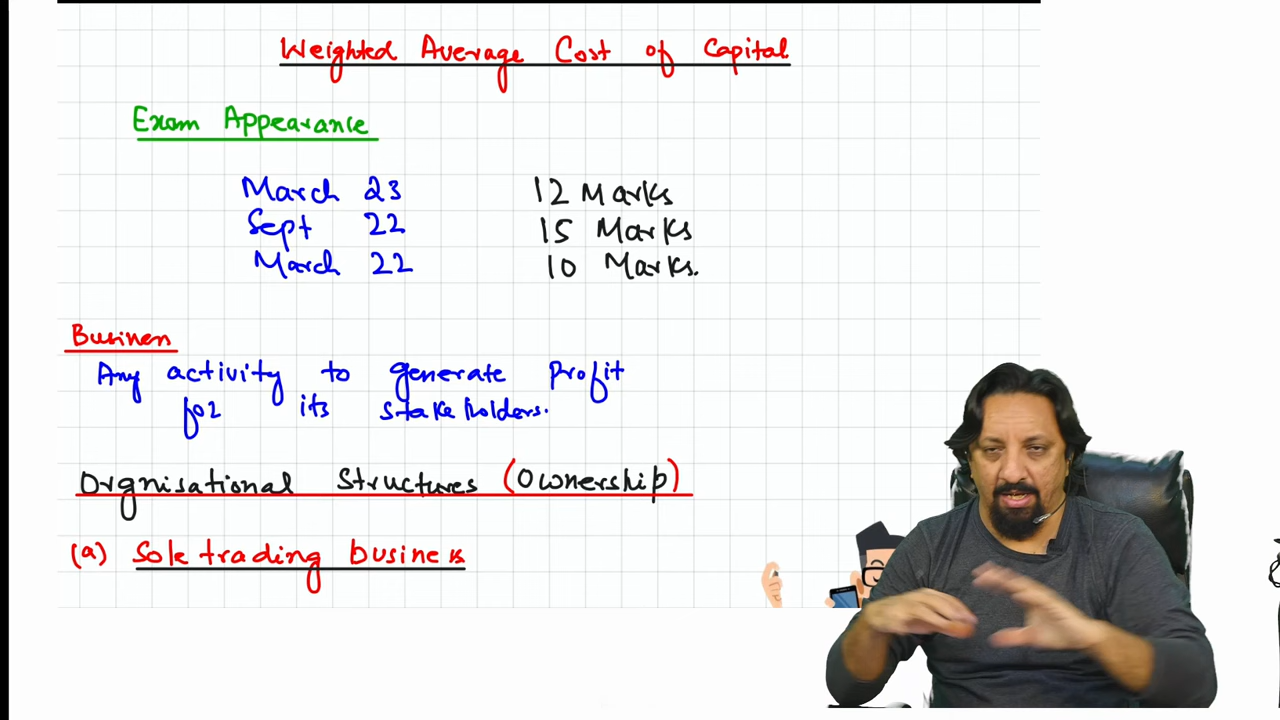 Weighted Average Cost of Capital
Exam Appearance
March 23 12 Marks
Sept 22 15 Marks
March 22 10 Marks.
Business
Any activity to generate Profit
for its stakeholders.
Orgnisational Structures (Ownership)
(a) Sole trading business